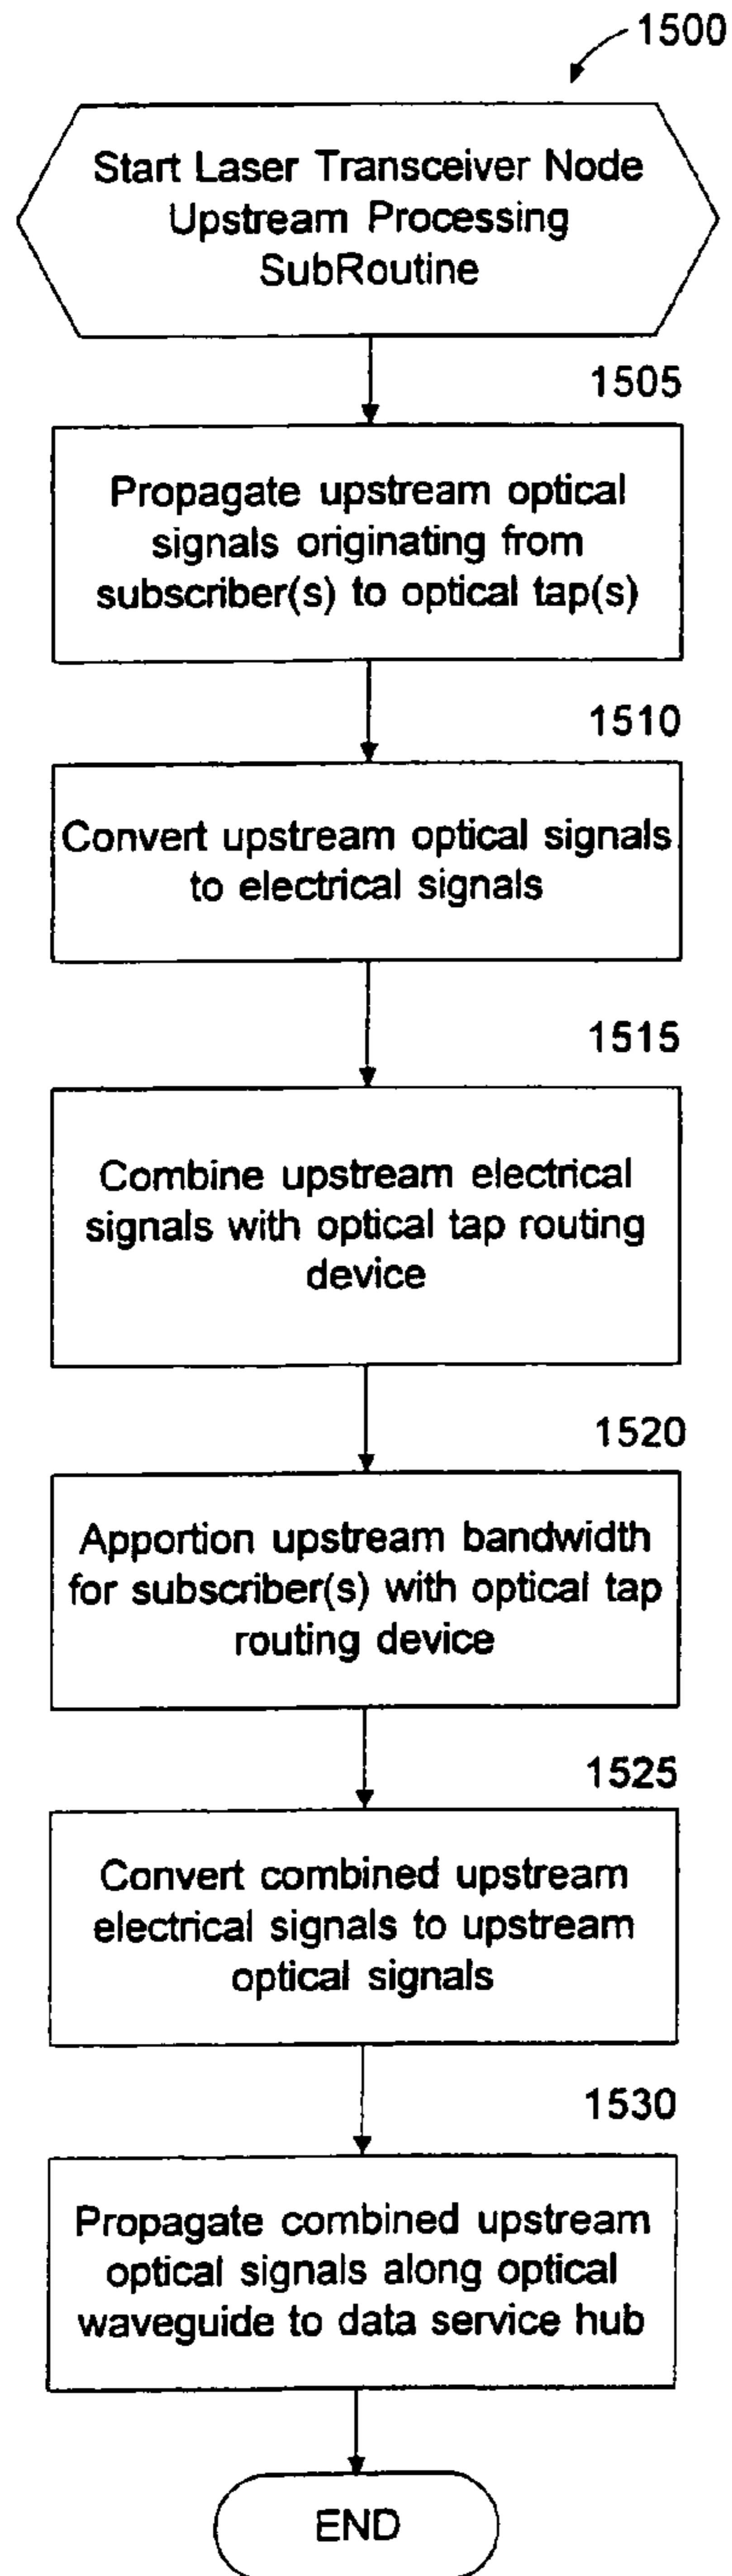 1500
Start Laser Transceiver Node
Upstream Processing
SubRoutine
1505
Propagate upstream optical
signals originating from
subscriber(s) to optical tap(s)
1510
Convert upstream optical signals
to electrical signals
1515
Combine upstream electrical
signals with optical tap routing
device
1520
Apportion upstream bandwidth
for subscriber(s) with optical tap
routing device
1525
Convert combined upstream
electrical signals to upstream
optical signals
1530
Propagate combined upstream
optical signals along optical
waveguide to data service hub
END